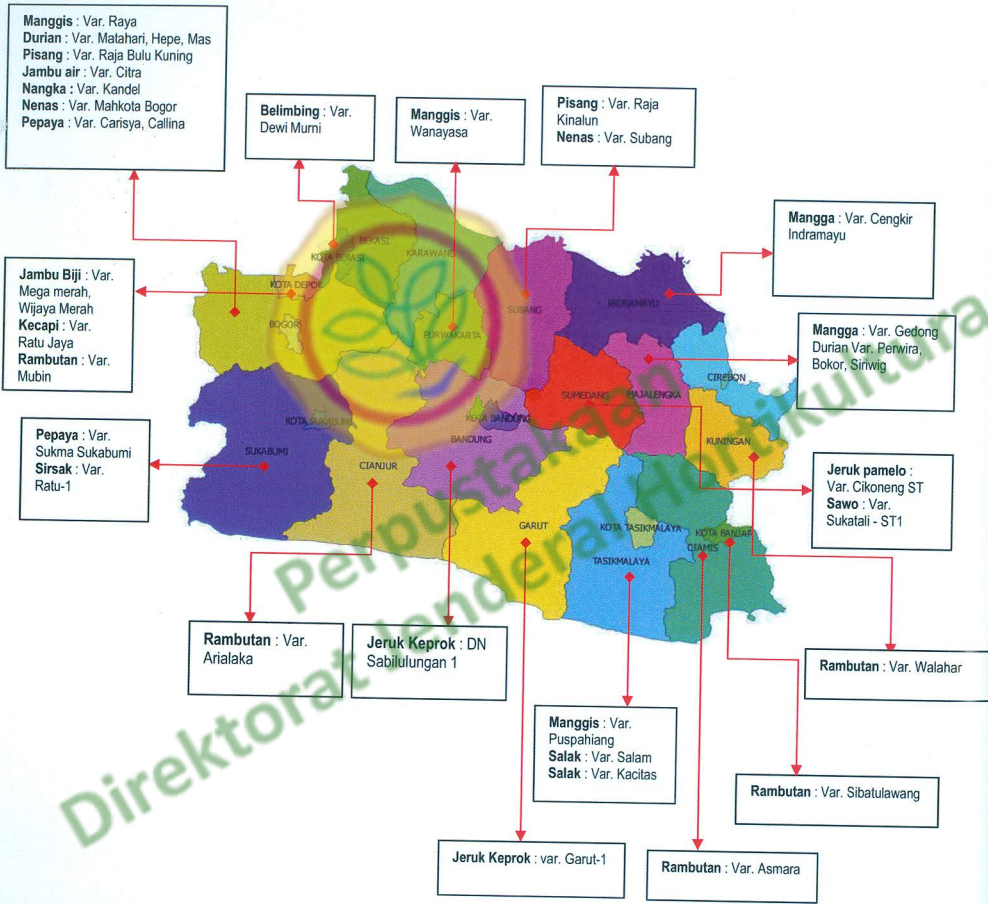 Manggis : Var. Raya
Durian : Var. Matahari, Hepe, Mas
Pisang : Var. Raja Bulu Kuning
Jambu air : Var. Citra
Nangka : Var. Kandel
Nenas : Var. Mahkota Bogor
Pepaya : Var. Carisya, Callina
Belimbing : Var.
Dewi Murni
Manggis : Var.
Wanayasa
Pisang : Var. Raja
Kinalun
Nenas : Var. Subang
Mangga : Var. Cengkir
Indramayu
Jambu Biji : Var.
Mega merah,
Wijaya Merah
Kecapi : Var.
Ratu Jaya
Rambutan : Var.
Mubin
Mangga : Var. Gedong
Durian Var. Perwira,
Bokor, Siriwig
Pepaya : Var.
Sukma Sukabumi
Sirsak : Var.
Ratu-1
Jeruk pamelo :
Var. Cikoneng ST
Sawo : Var.
Sukatali - ST1
BEKASI
KOTA BEKASI
KARAWANG
KOTA DEPOK
BOGOR
PURWAKARTA
SUBANG
INDRAMAYU
CIREBON
SUMEDANG
MAJALENGKA
KUNINGAN
KOTA SUKABUMI
SUKABUMI
CIANJUR
KOTA BANDUNG
BANDUNG
GARUT
KOTA TASIKMALAYA
TASIKMALAYA
KOTA BANJAR
CIAMIS
Rambutan : Var.
Arialaka
Jeruk Keprok : DN
Sabilulungan 1
Rambutan : Var. Walahar
Manggis : Var.
Puspahiang
Salak : Var. Salam
Salak : Var. Kacitas
Rambutan : Var. Sibatulawang
Jeruk Keprok : var. Garut-1
Rambutan : Var. Asmara
Perpustakaan
Direktorat Jenderal Hortikultura